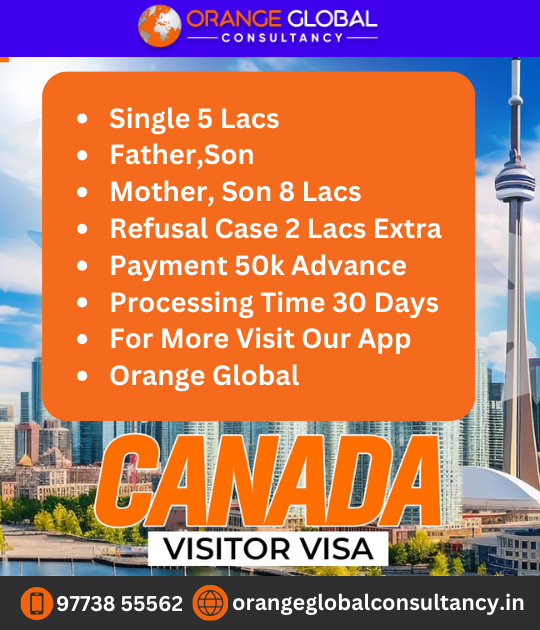 ORANGE GLOBAL
CONSULTANCY
Single 5 Lacs
Father,Son
Mother, Son 8 Lacs
Refusal Case 2 Lacs Extra
Payment 50k Advance
Processing Time 30 Days
For More Visit Our App
Orange Global
CANADA
VISITOR VISA
97738 55562 orangeglobalconsultancy.in